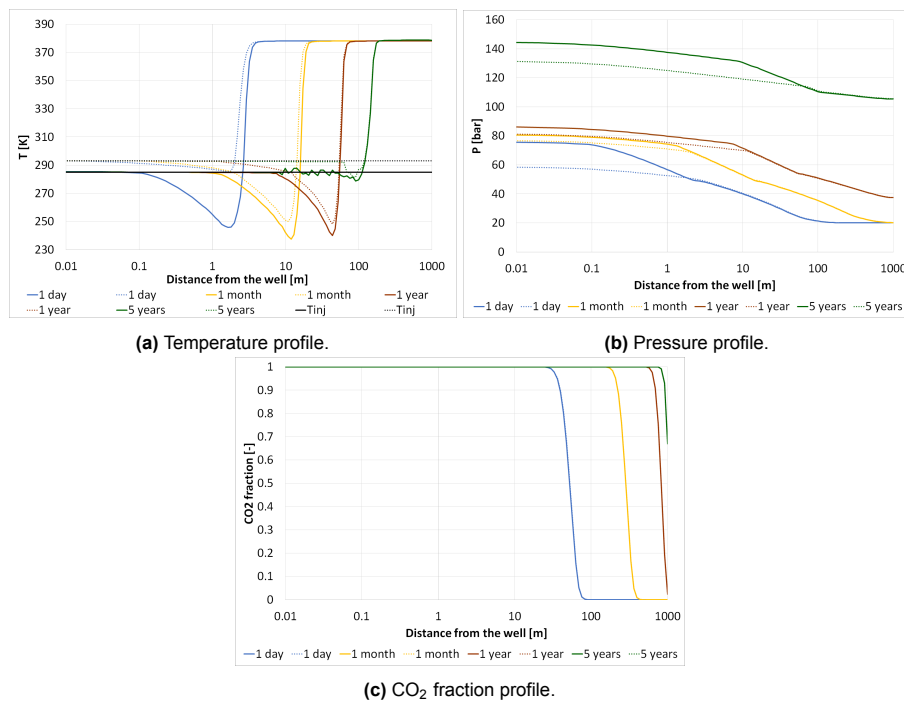 390
370
350
330
310
290
270
250
230
T [K]
0.01 0.1 1 10 100 1000
Distance from the well [m]
1 day 1 day 1 month 1 month 1 year
1 year 5 years 5 years Tinj Tinj
(a) Temperature profile.
160
140
120
100
80
60
40
20
0
P [bar]
0.01 0.1 1 10 100 1000
Distance from the well [m]
1 day 1 day 1 month 1 month 1 year 1 year 5 years 5 years
(b) Pressure profile.
1
0.9
0.8
0.7
0.6
0.5
0.4
0.3
0.2
0.1
0
CO2 fraction [-]
0.01 0.1 1 10 100 1000
Distance from the well [m]
1 day 1 day 1 month 1 month 1 year 1 year 5 years 5 years
(c) CO₂ fraction profile.